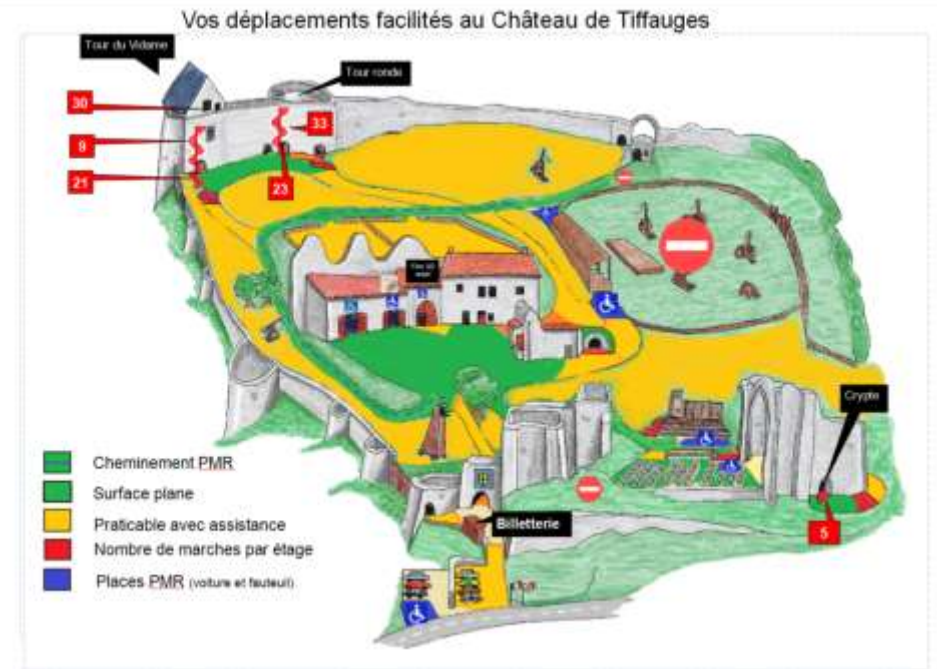 Vos déplacements facilités au Château de Tiffauges
Tour du Vidame
Tour ronde
30
33
9
21
23
Crypte
5
Billetterie
Cheminement PMR
Surface plane
Praticable avec assistance
Nombre de marches par étage
Places PMR (voiture et fauteuil)